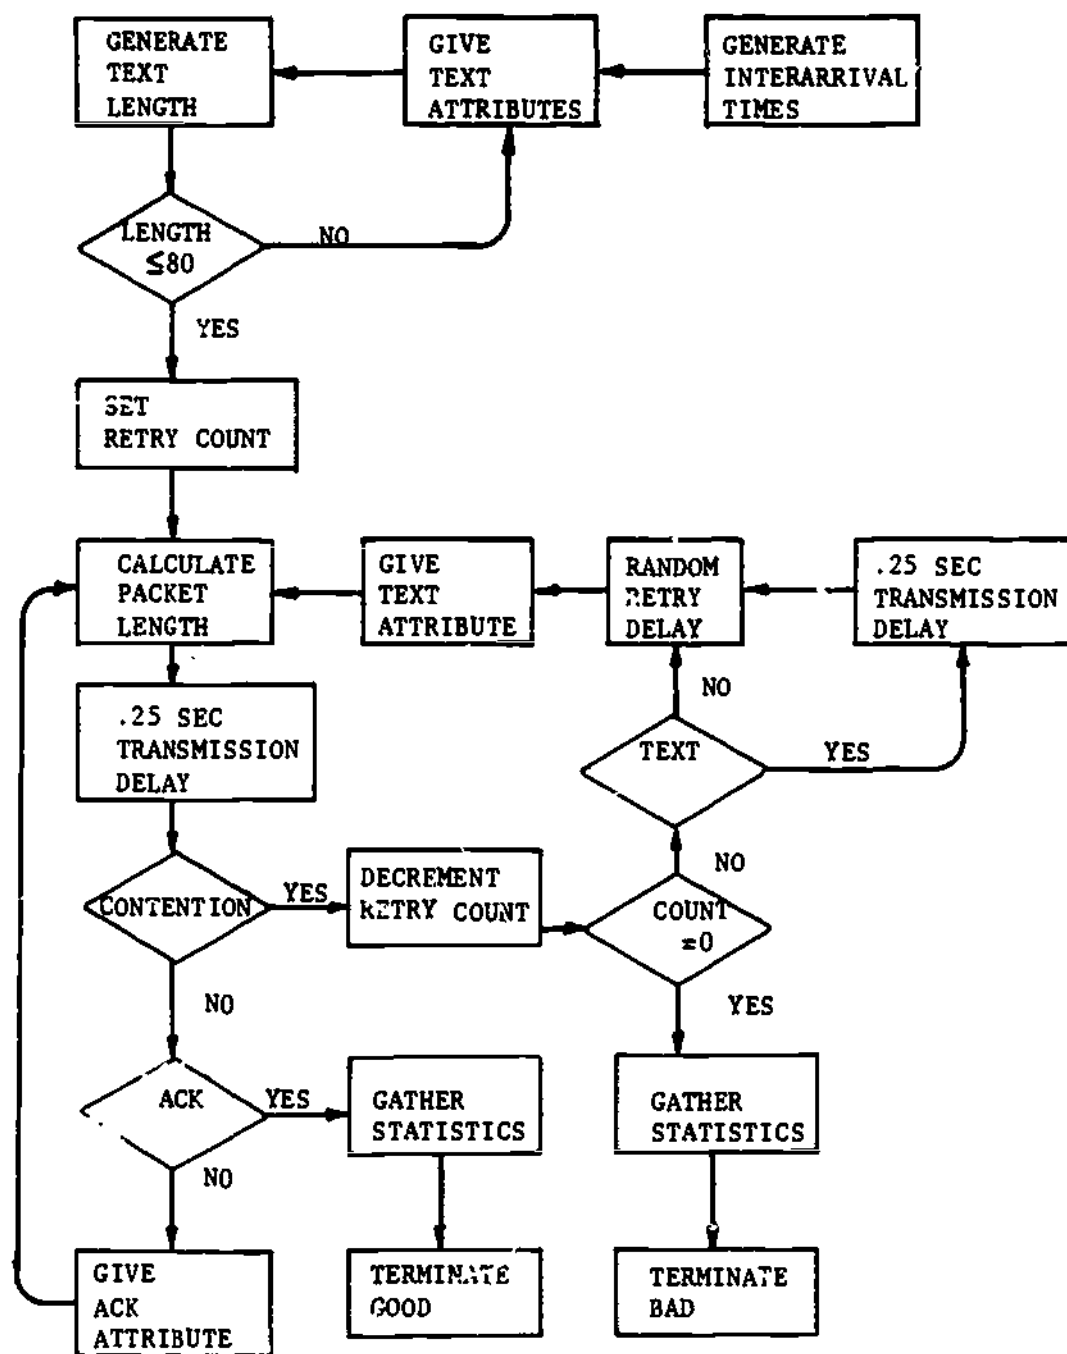 GENERATE
TEXT
LENGTH
GIVE
TEXT
ATTRIBUTES
GENERATE
INTERARRIVAL
TIMES
LENGTH
≤80
NO
YES
SET
RETRY COUNT
CALCULATE
PACKET
LENGTH
GIVE
TEXT
ATTRIBUTE
RANDOM
RETRY
DELAY
.25 SEC
TRANSMISSION
DELAY
NO
.25 SEC
TRANSMISSION
DELAY
TEXT
YES
NO
CONTENTION
YES
DECREMENT
RETRY COUNT
COUNT
=0
NO
YES
ACK
YES
GATHER
STATISTICS
GATHER
STATISTICS
NO
GIVE
ACK
ATTRIBUTE
TERMINATE
GOOD
TERMINATE
BAD